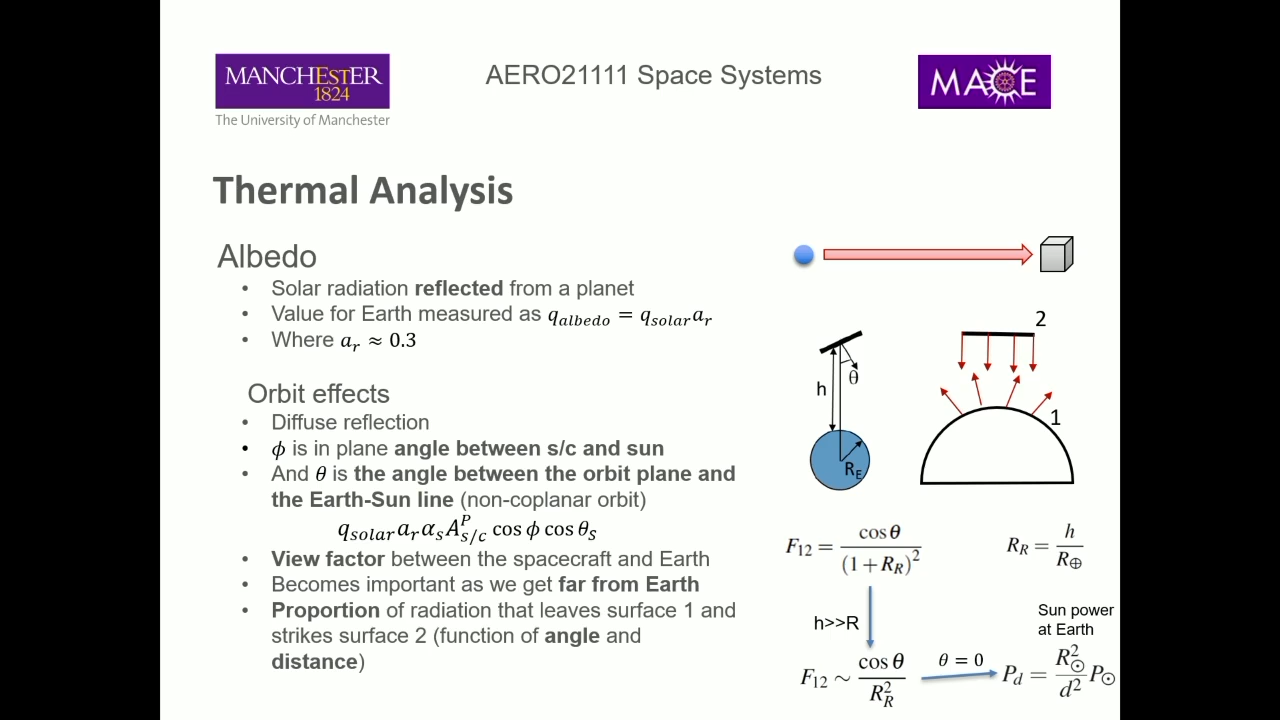 MANCHESTER
1824
The University of Manchester
AERO21111 Space Systems
MACE
Thermal Analysis
Albedo
• Solar radiation reflected from a planet
• Value for Earth measured as q_albedo = q_solar a_r
• Where a_r ≈ 0.3
Orbit effects
• Diffuse reflection
• ϕ is in plane angle between s/c and sun
• And θ is the angle between the orbit plane and
the Earth-Sun line (non-coplanar orbit)
q_solar a_r α_s A^P_s/c cos ϕ cos θ_S
• View factor between the spacecraft and Earth
• Becomes important as we get far from Earth
• Proportion of radiation that leaves surface 1 and
strikes surface 2 (function of angle and
distance)
h
θ
R_E
2
1
F_12 = cos θ / (1 + R_R)^2
R_R = h / R_⊕
h>>R
Sun power
at Earth
F_12 ~ cos θ / R_R^2
θ = 0
P_d = R_⊙^2 / d^2 P_⊙